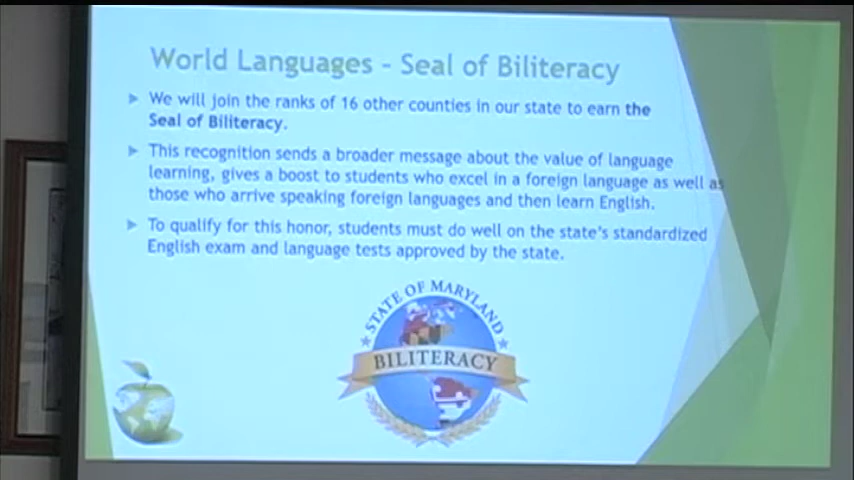 World Languages – Seal of Biliteracy
We will join the ranks of 16 other counties in our state to earn the
Seal of Biliteracy.
This recognition sends a broader message about the value of language
learning, gives a boost to students who excel in a foreign language as well as
those who arrive speaking foreign languages and then learn English.
To qualify for this honor, students must do well on the state's standardized
English exam and language tests approved by the state.
STATE OF MARYLAND
BILITERACY